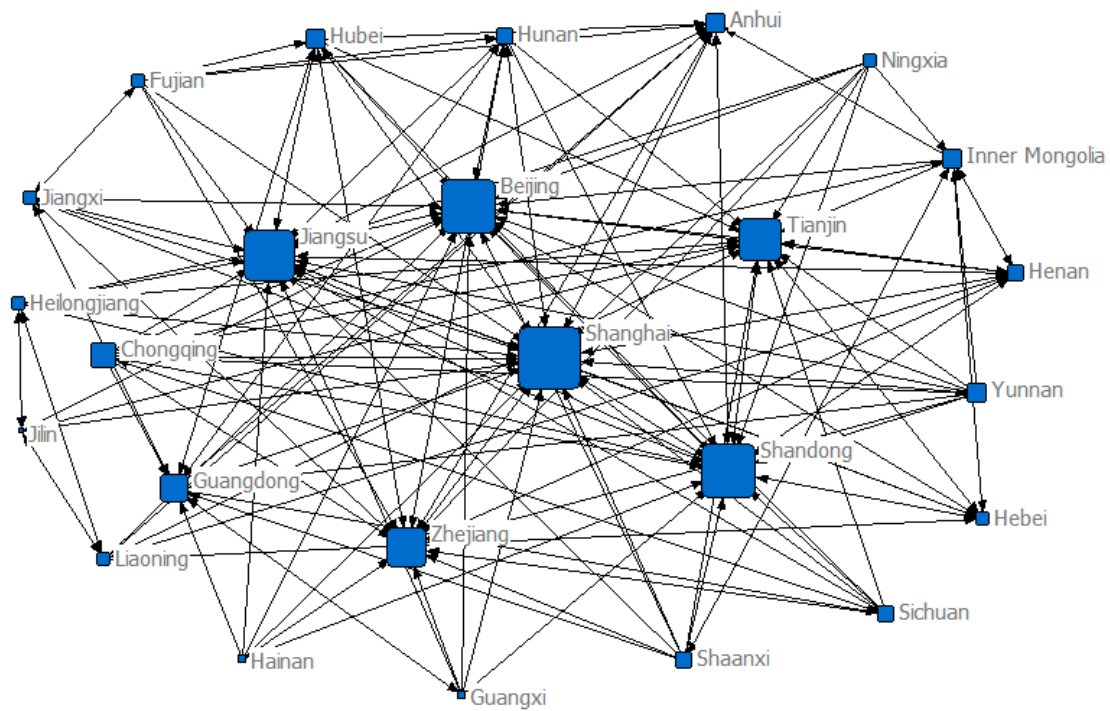 Anhui
Hubei
Hunan
Ningxia
Fujian
Inner Mongolia
Beijing
Jiangxi
Tianjin
Jiangsu
Henan
Heilongjiang
Shanghai
Chongqing
Yunnan
Jilin
Shandong
Guangdong
Hebei
Zhejiang
Liaoning
Sichuan
Hainan
Shaanxi
Guangxi